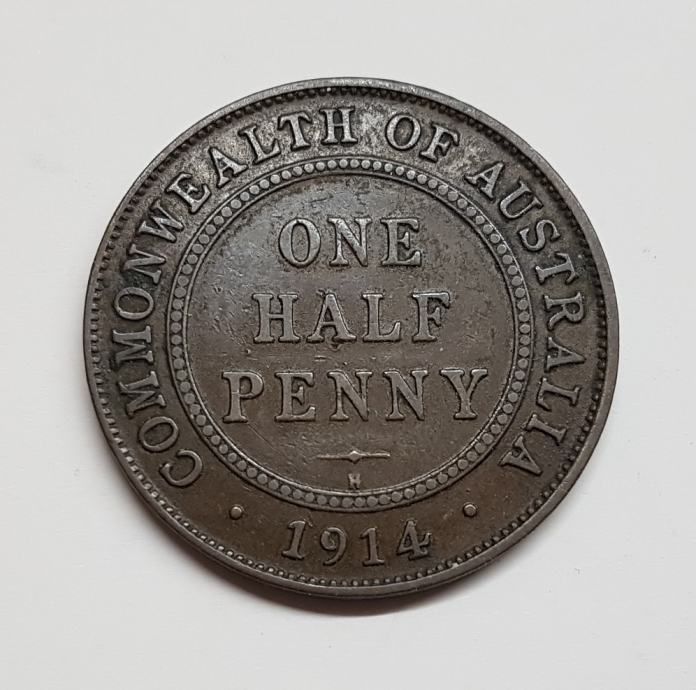 COMMONWEALTH OF AUSTRALIA
ONE
HALF
PENNY
H
· 1914 ·